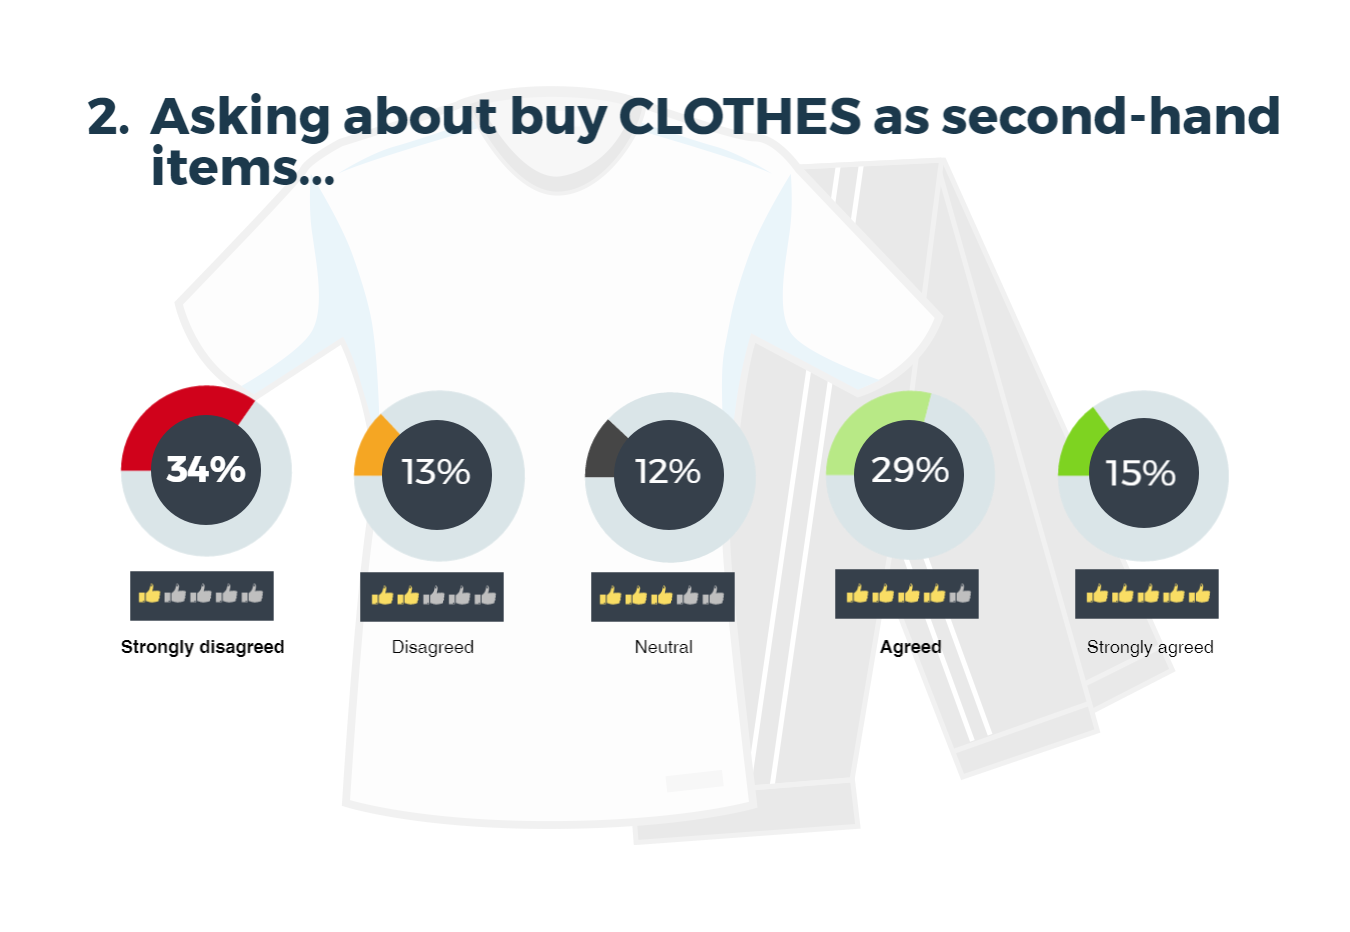 2. Asking about buy CLOTHES as second-hand
items...
34%
13%
12%
29%
15%
Strongly disagreed
Disagreed
Neutral
Agreed
Strongly agreed